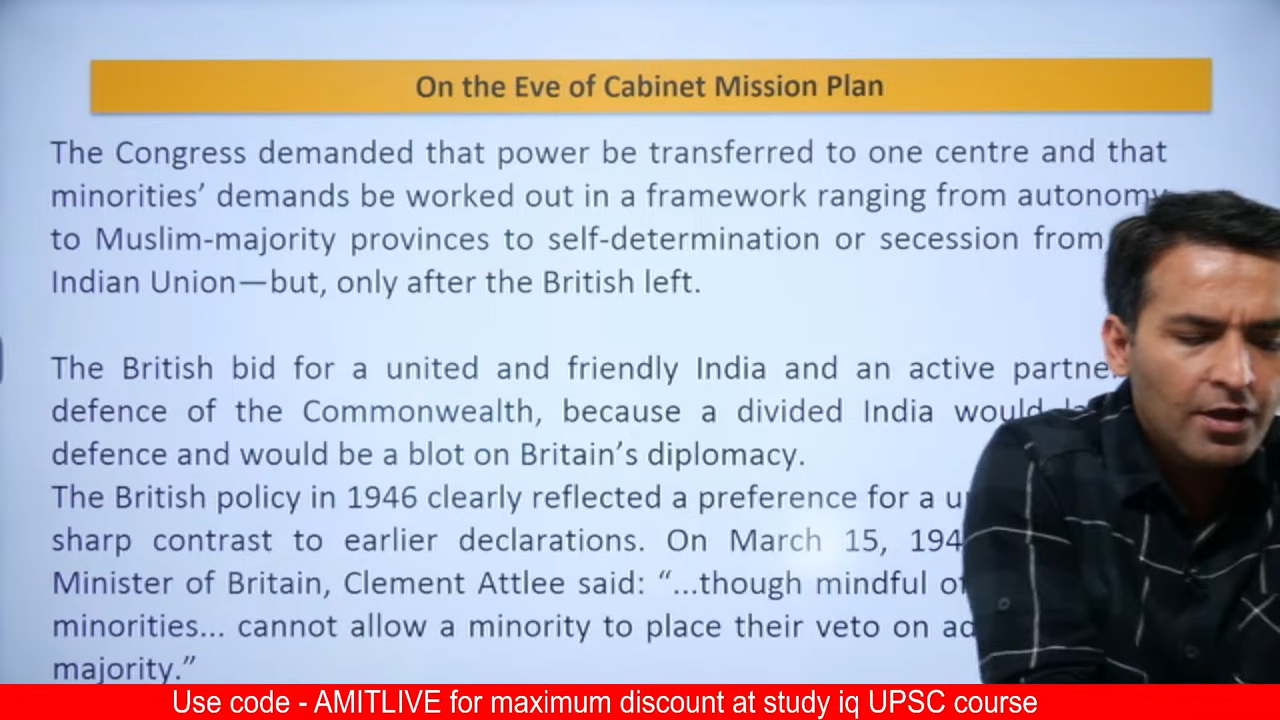 On the Eve of Cabinet Mission Plan
The Congress demanded that power be transferred to one centre and that
minorities’ demands be worked out in a framework ranging from autonomy
to Muslim-majority provinces to self-determination or secession from
Indian Union—but, only after the British left.
The British bid for a united and friendly India and an active
defence of the Commonwealth, because a divided India would
defence and would be a blot on Britain’s diplomacy.
The British policy in 1946 clearly reflected a preference for a
sharp contrast to earlier declarations. On March 15,
Minister of Britain, Clement Attlee said: “...though mindful
minorities... cannot allow a minority to place their veto on
majority.”
Use code - AMITLIVE for maximum discount at study iq UPSC course